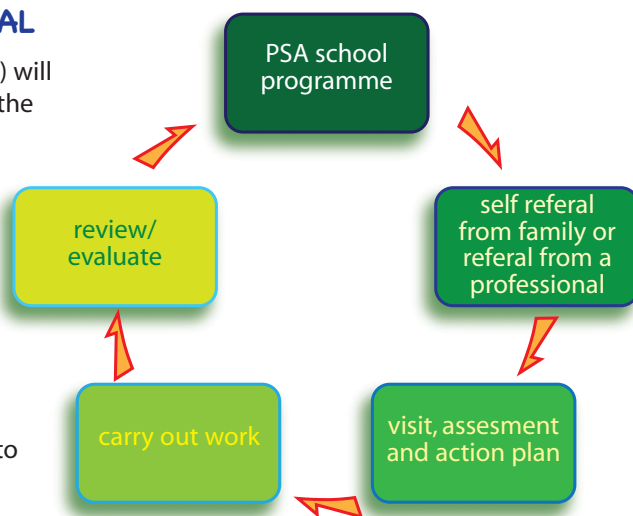 AL
) will
the
PSA school
programme
self referal
from family or
referal from a
professional
visit, assesment
and action plan
carry out work
review/
evaluate
to